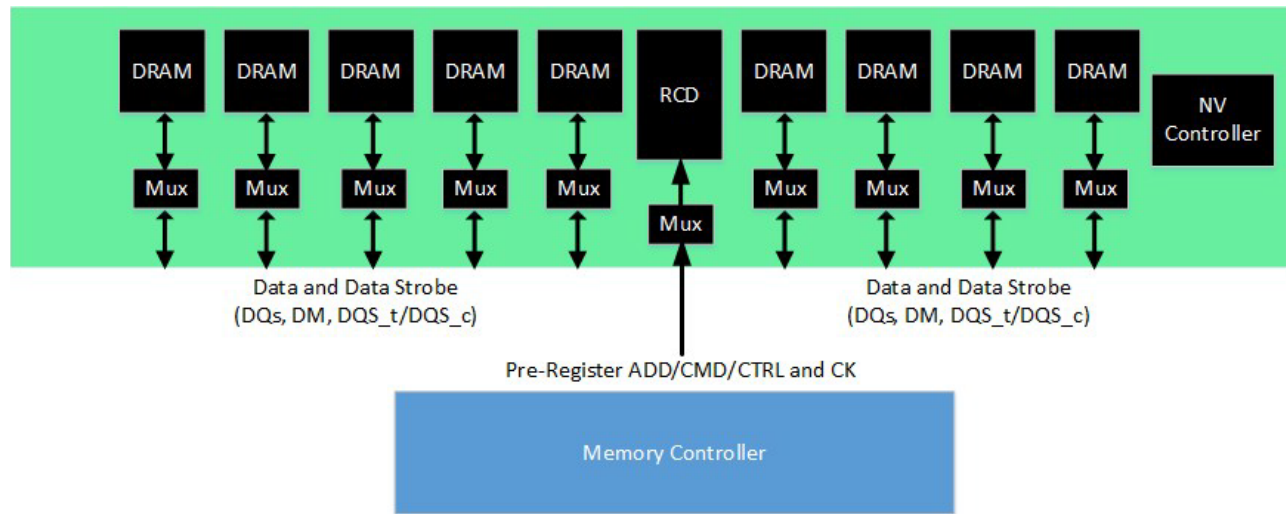 DRAM DRAM DRAM DRAM DRAM RCD DRAM DRAM DRAM DRAM
NV
Controller
Mux Mux Mux Mux Mux Mux Mux Mux Mux Mux
Data and Data Strobe
(DQs, DM, DQS_t/DQS_c)
Data and Data Strobe
(DQs, DM, DQS_t/DQS_c)
Pre-Register ADD/CMD/CTRL and CK
Memory Controller